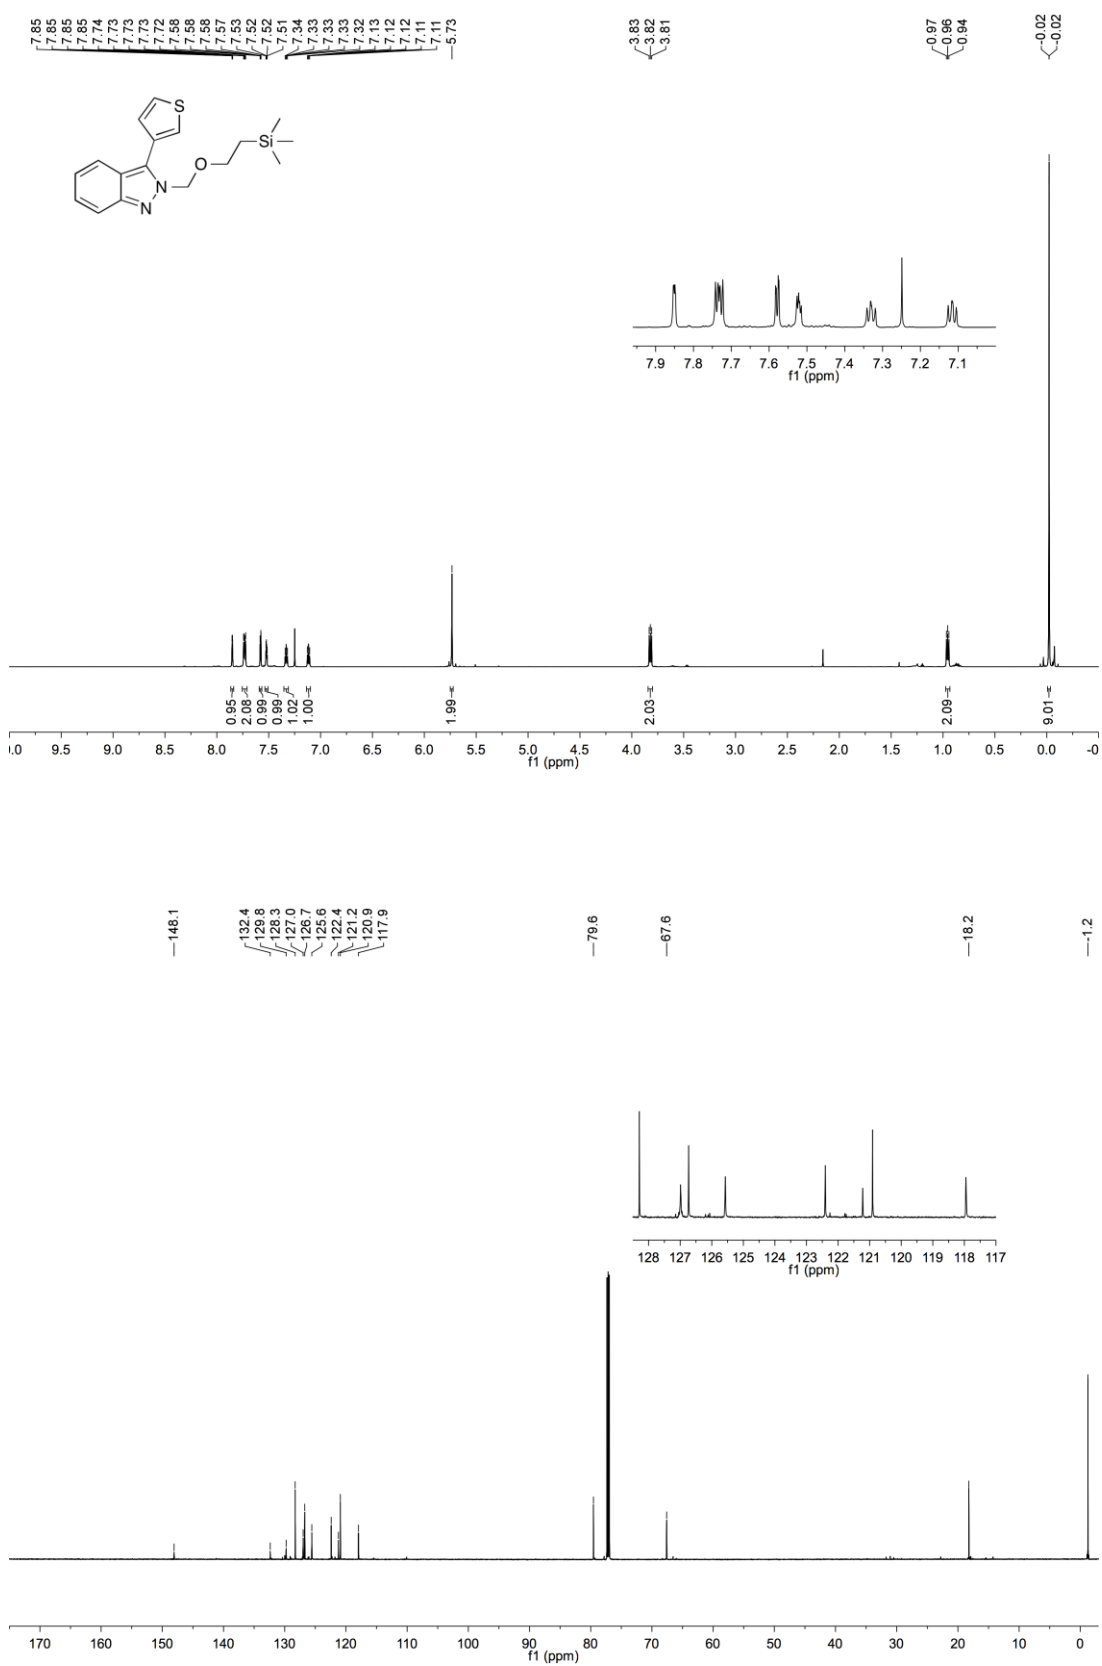 7.85 7.85 7.85 7.85 7.74 7.73 7.73 7.73 7.72 7.58 7.58 7.58 7.57 7.53 7.52 7.52 7.51 7.34 7.33 7.33 7.33 7.32 7.13 7.12 7.12 7.11 7.11 5.73 3.83 3.82 3.81 0.97 0.96 0.94 -0.02 -0.02
S
Si
O
N
N
7.9 7.8 7.7 7.6 7.5 7.4 7.3 7.2 7.1
f1 (ppm)
0.95 2.08 0.99 0.99 1.02 1.00 1.99 2.03 2.09 9.01
.0 9.5 9.0 8.5 8.0 7.5 7.0 6.5 6.0 5.5 5.0 4.5 4.0 3.5 3.0 2.5 2.0 1.5 1.0 0.5 0.0 -0
f1 (ppm)
148.1 132.4 129.8 128.3 127.0 126.7 125.6 122.4 121.2 120.9 117.9 79.6 67.6 18.2 -1.2
128 127 126 125 124 123 122 121 120 119 118 117
f1 (ppm)
170 160 150 140 130 120 110 100 90 80 70 60 50 40 30 20 10 0
f1 (ppm)